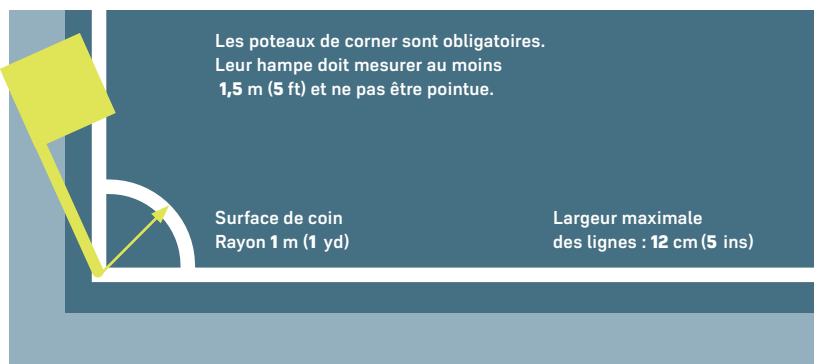 Les poteaux de corner sont obligatoires.
Leur hampe doit mesurer au moins
1,5 m (5 ft) et ne pas être pointue.
Surface de coin
Rayon 1 m (1 yd)
Largeur maximale
des lignes : 12 cm (5 ins)